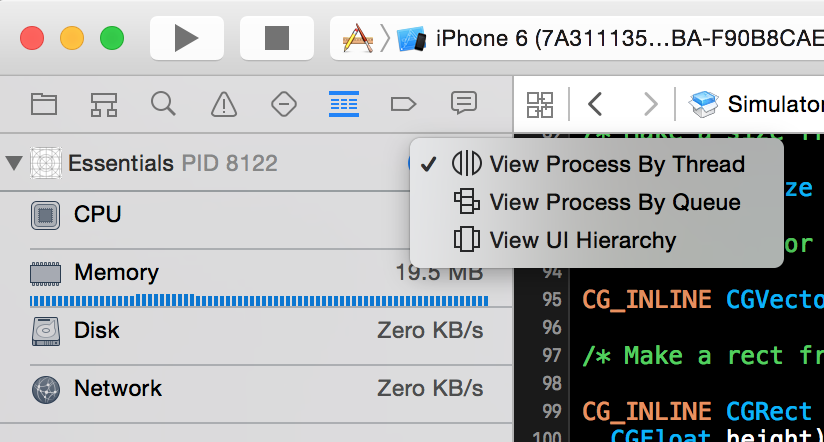 iPhone 6 (7A311135...BA-F90B8CAE
Simulator
Essentials PID 8122
View Process By Thread
View Process By Queue
View UI Hierarchy
CPU
Memory 19.5 MB
Disk Zero KB/s
Network Zero KB/s
ze
or
94
95 CG_INLINE CGVecto
96
97 /* Make a rect fr
98
99 CG_INLINE CGRect
100 CGFloat height)